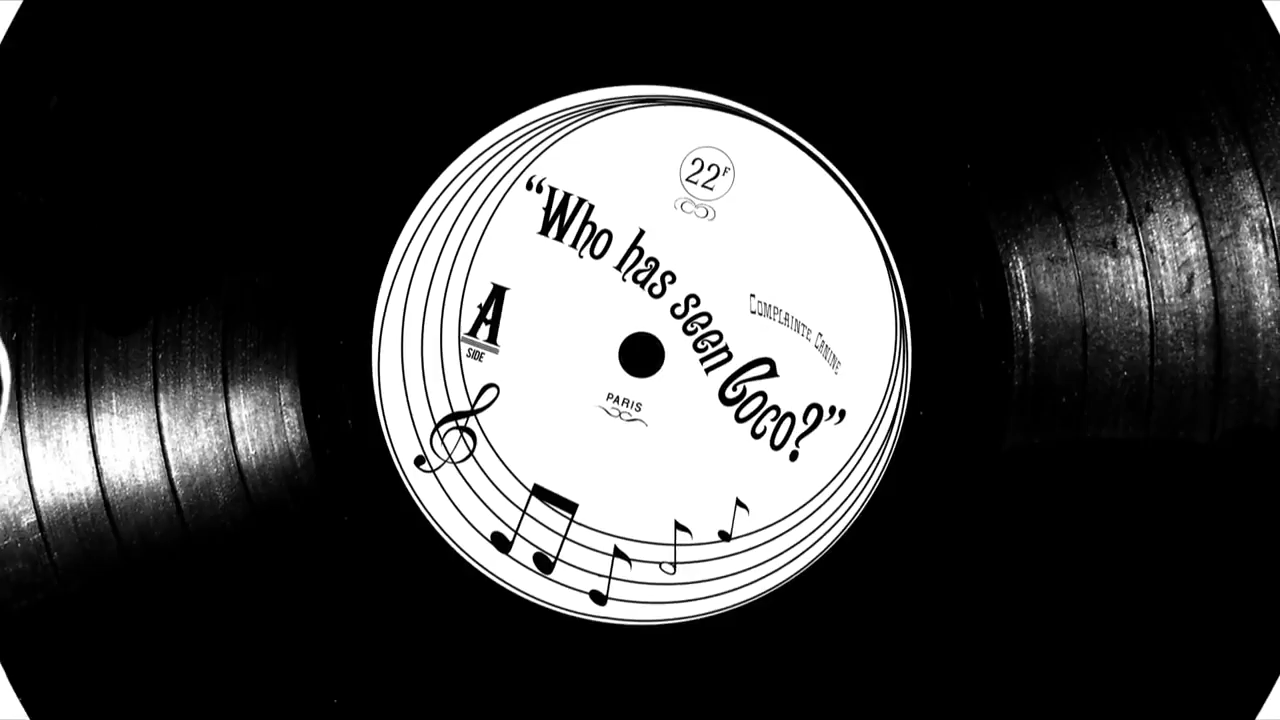 22F
“Who has seen Coco?”
Complainte Canine
A
SIDE
PARIS